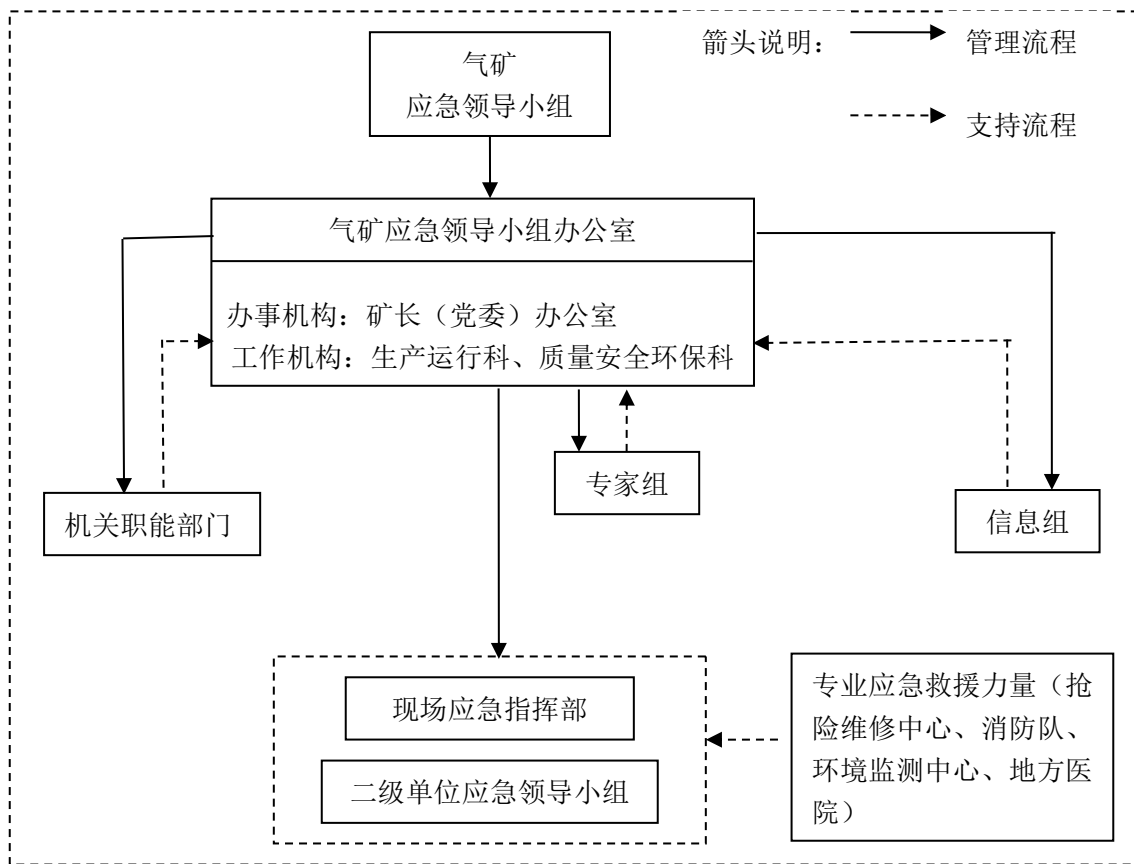 箭头说明：
管理流程
支持流程
气矿
应急领导小组
气矿应急领导小组办公室
办事机构：矿长（党委）办公室
工作机构：生产运行科、质量安全环保科
机关职能部门
专家组
信息组
现场应急指挥部
二级单位应急领导小组
专业应急救援力量（抢
险维修中心、消防队、
环境监测中心、地方医
院）